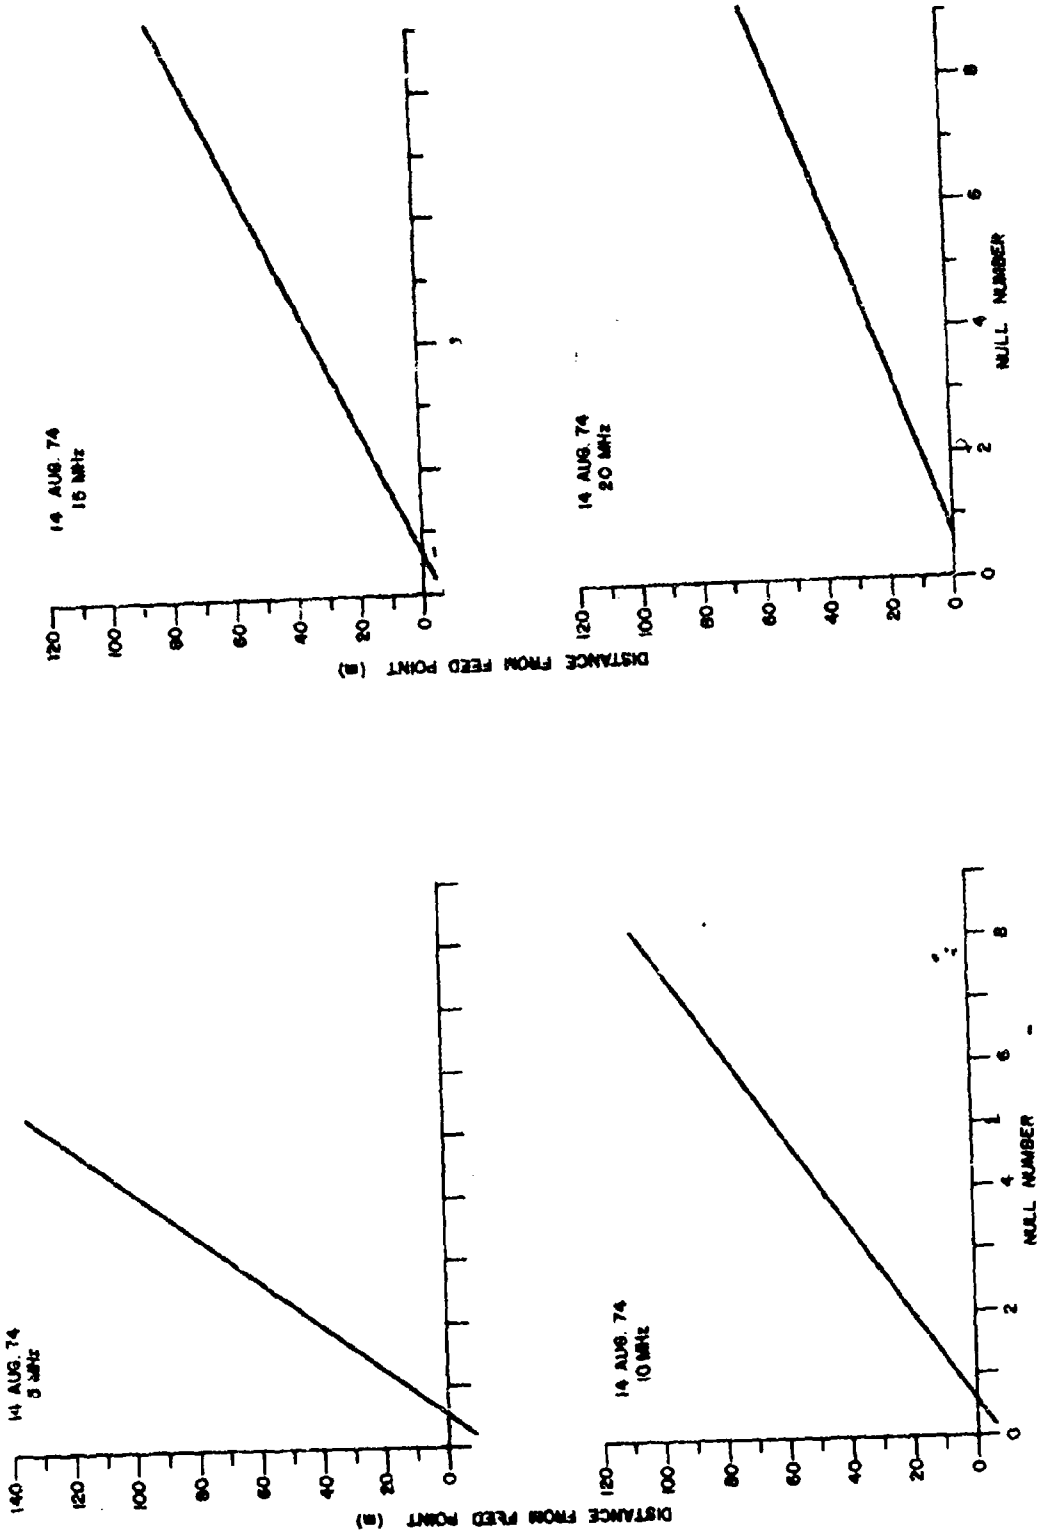 14 AUG. 74
5 MHz
140
120
100
80
60
40
20
0
DISTANCE FROM FEED POINT (m)
14 AUG. 74
15 MHz
120
100
80
60
40
20
0
DISTANCE FROM FEED POINT (m)
14 AUG. 74
10 MHz
120
100
80
60
40
20
0
0 2 4 6 8
NULL NUMBER
14 AUG. 74
20 MHz
120
100
80
60
40
20
0
0 2 4 6 8
NULL NUMBER